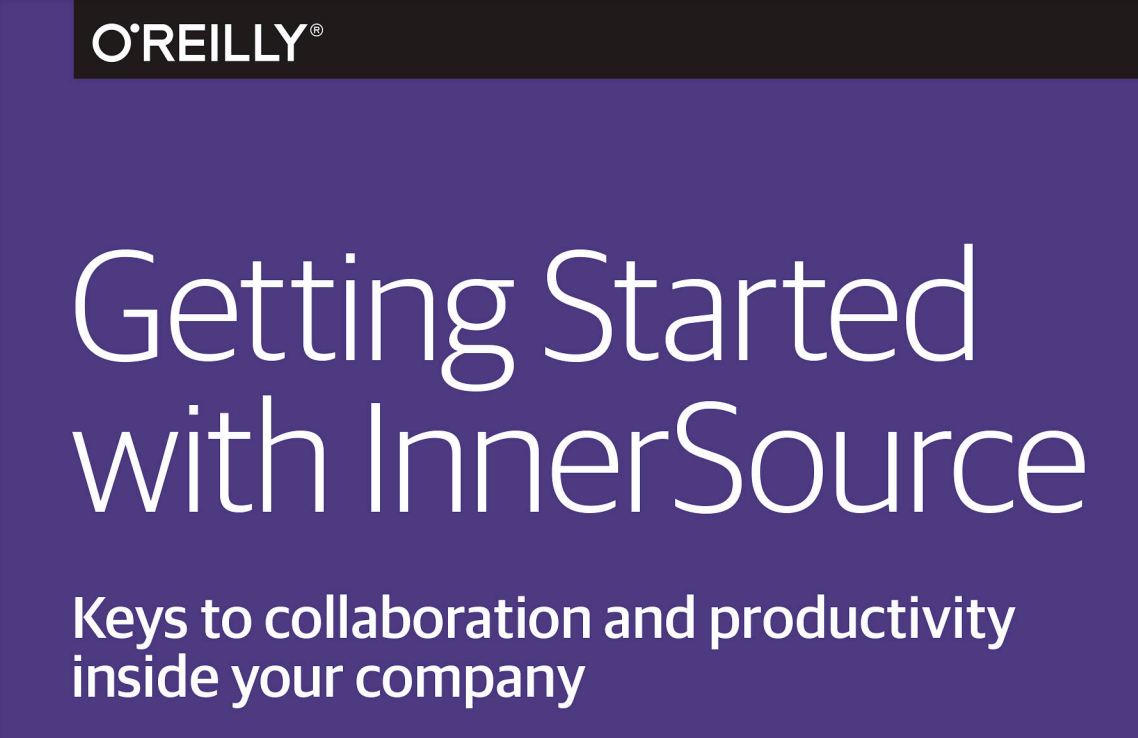 O'REILLY®
Getting Started
with InnerSource
Keys to collaboration and productivity
inside your company